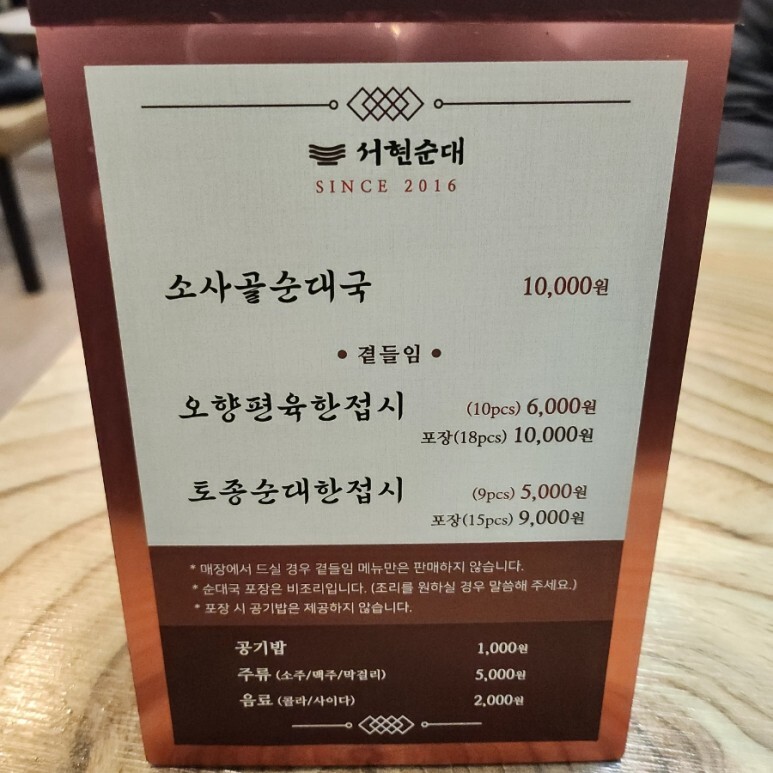 서현순대
SINCE 2016
소사골순대국 10,000원
• 곁들임 •
오향편육한접시 (10pcs) 6,000원
포장(18pcs) 10,000원
토종순대한접시 (9pcs) 5,000원
포장(15pcs) 9,000원
* 매장에서 드실 경우 곁들임 메뉴만은 판매하지 않습니다.
* 순대국 포장은 비조리입니다. (조리를 원하실 경우 말씀해 주세요.)
* 포장 시 공기밥은 제공하지 않습니다.
공기밥 1,000원
주류 (소주/맥주/막걸리) 5,000원
음료 (콜라/사이다) 2,000원